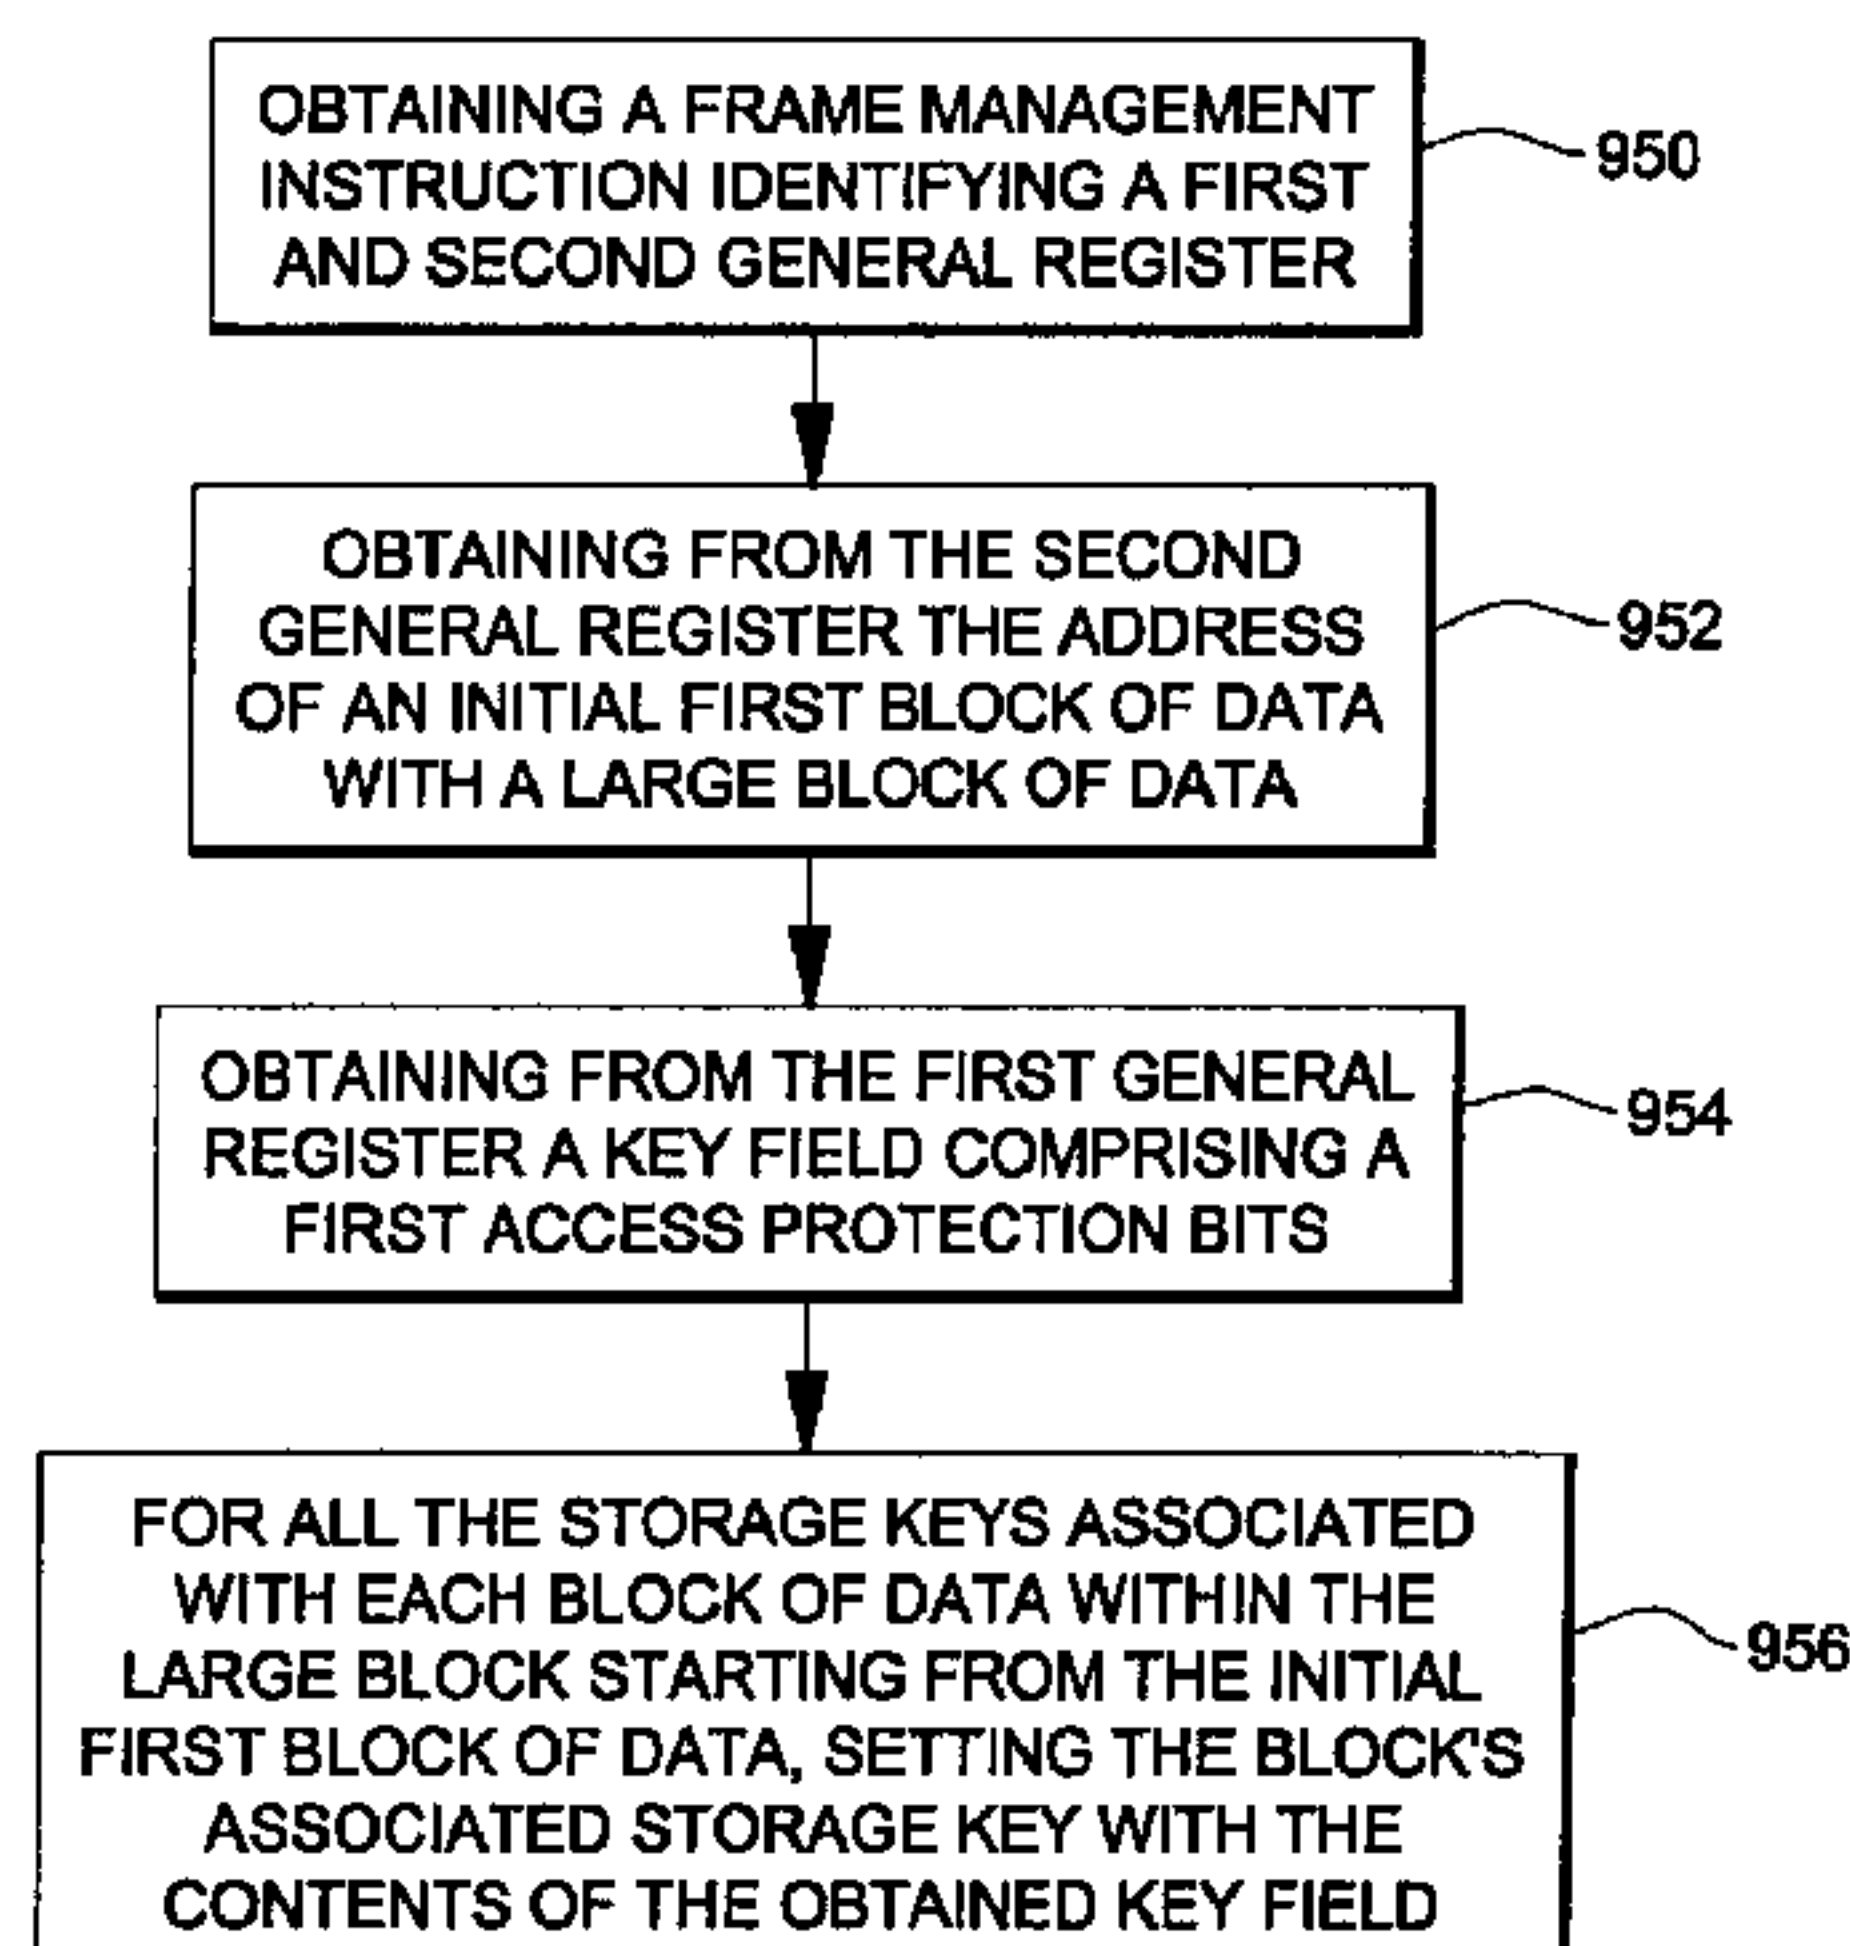 OBTAINING A FRAME MANAGEMENT
INSTRUCTION IDENTIFYING A FIRST
AND SECOND GENERAL REGISTER
950
OBTAINING FROM THE SECOND
GENERAL REGISTER THE ADDRESS
OF AN INITIAL FIRST BLOCK OF DATA
WITH A LARGE BLOCK OF DATA
952
OBTAINING FROM THE FIRST GENERAL
REGISTER A KEY FIELD COMPRISING A
FIRST ACCESS PROTECTION BITS
954
FOR ALL THE STORAGE KEYS ASSOCIATED
WITH EACH BLOCK OF DATA WITHIN THE
LARGE BLOCK STARTING FROM THE INITIAL
FIRST BLOCK OF DATA, SETTING THE BLOCK'S
ASSOCIATED STORAGE KEY WITH THE
CONTENTS OF THE OBTAINED KEY FIELD
956